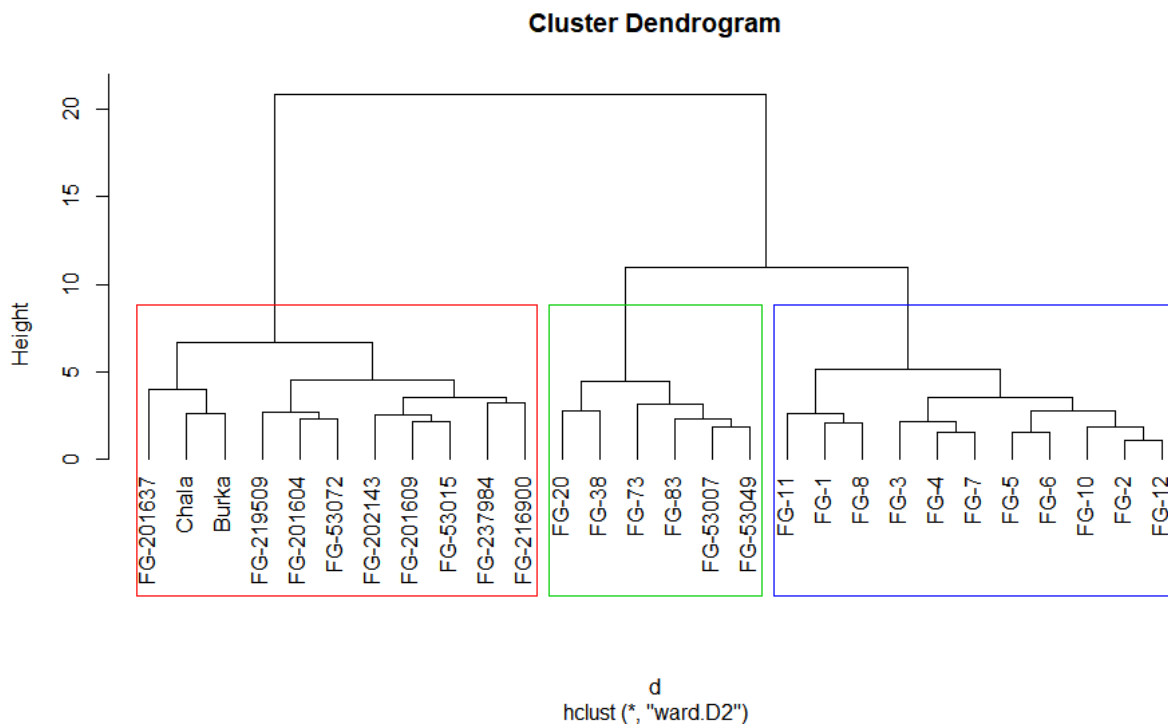 Cluster Dendrogram
Height
20
15
10
5
0
FG-201637
Chala
Burka
FG-219509
FG-201604
FG-53072
FG-202143
FG-201609
FG-53015
FG-237984
FG-216900
FG-20
FG-38
FG-73
FG-83
FG-53007
FG-53049
FG-11
FG-1
FG-8
FG-3
FG-4
FG-7
FG-5
FG-6
FG-10
FG-2
FG-12
d
hclust (*, "ward.D2")